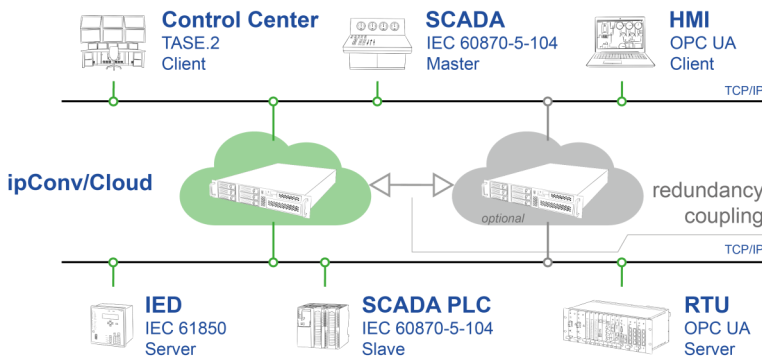 Control Center
TASE.2
Client
SCADA
IEC 60870-5-104
Master
HMI
OPC UA
Client
TCP/IP
ipConv/Cloud
optional
redundancy
coupling
TCP/IP
IED
IEC 61850
Server
SCADA PLC
IEC 60870-5-104
Slave
RTU
OPC UA
Server